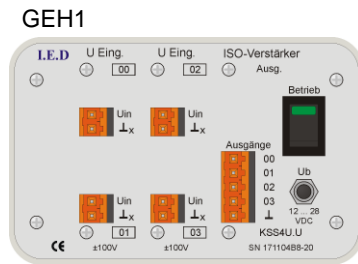 GEH1
I.E.D U Eing. U Eing. ISO-Verstärker
00 02 Ausg.
Betrieb
Uin Uin
⊥x ⊥x
Ausgänge
00
01
02
03
⊥
Ub
12 ... 28
VDC
Uin Uin
⊥x ⊥x
01 03 KSS4U.U
CE ±100V ±100V SN 171104B8-20